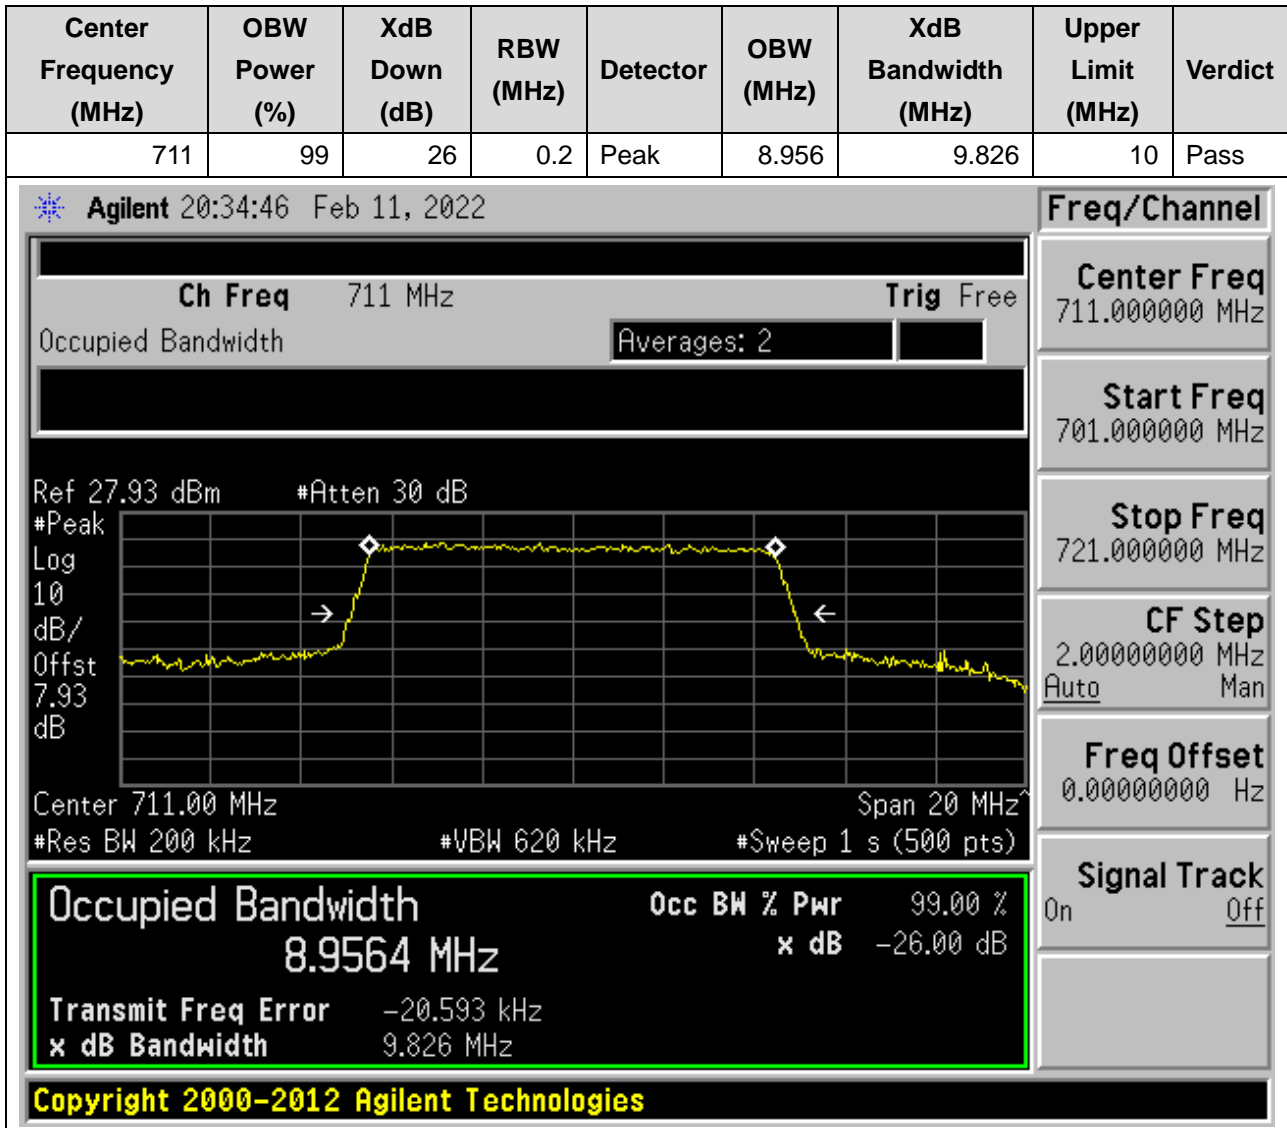 Center Frequency (MHz) OBW Power (%) XdB Down (dB) RBW (MHz) Detector OBW (MHz) XdB Bandwidth (MHz) Upper Limit (MHz) Verdict
711 99 26 0.2 Peak 8.956 9.826 10 Pass
Agilent 20:34:46 Feb 11, 2022
Freq/Channel
Ch Freq 711 MHz Trig Free
Occupied Bandwidth Averages: 2
Center Freq
711.000000 MHz
Start Freq
701.000000 MHz
Stop Freq
721.000000 MHz
CF Step
2.00000000 MHz
Auto Man
Freq Offset
0.00000000 Hz
Signal Track
On Off
Ref 27.93 dBm #Atten 30 dB
#Peak
Log
10
dB/
Offst
7.93
dB
Center 711.00 MHz Span 20 MHz^
#Res BW 200 kHz #VBW 620 kHz #Sweep 1 s (500 pts)
Occupied Bandwidth Occ BW % Pwr 99.00 %
8.9564 MHz x dB -26.00 dB
Transmit Freq Error -20.593 kHz
x dB Bandwidth 9.826 MHz
Copyright 2000-2012 Agilent Technologies